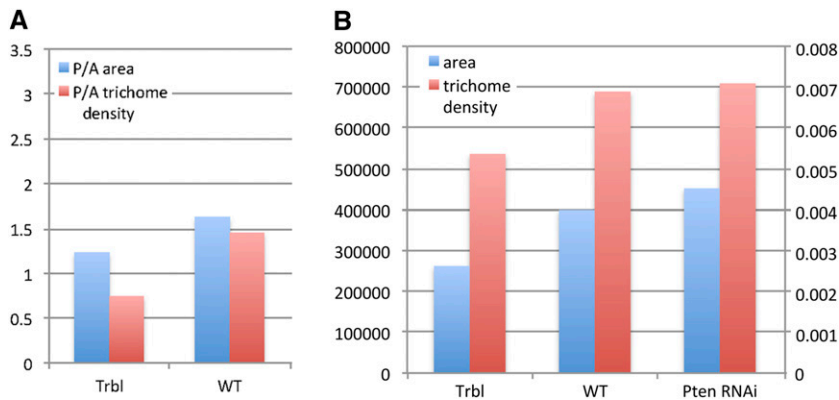 A
3.5
3
2.5
2
1.5
1
0.5
0
P/A area
P/A trichome
density
Trbl
WT
B
800000
700000
600000
500000
400000
300000
200000
100000
0
area
trichome
density
0.008
0.007
0.006
0.005
0.004
0.003
0.002
0.001
0
Trbl
WT
Pten RNAi